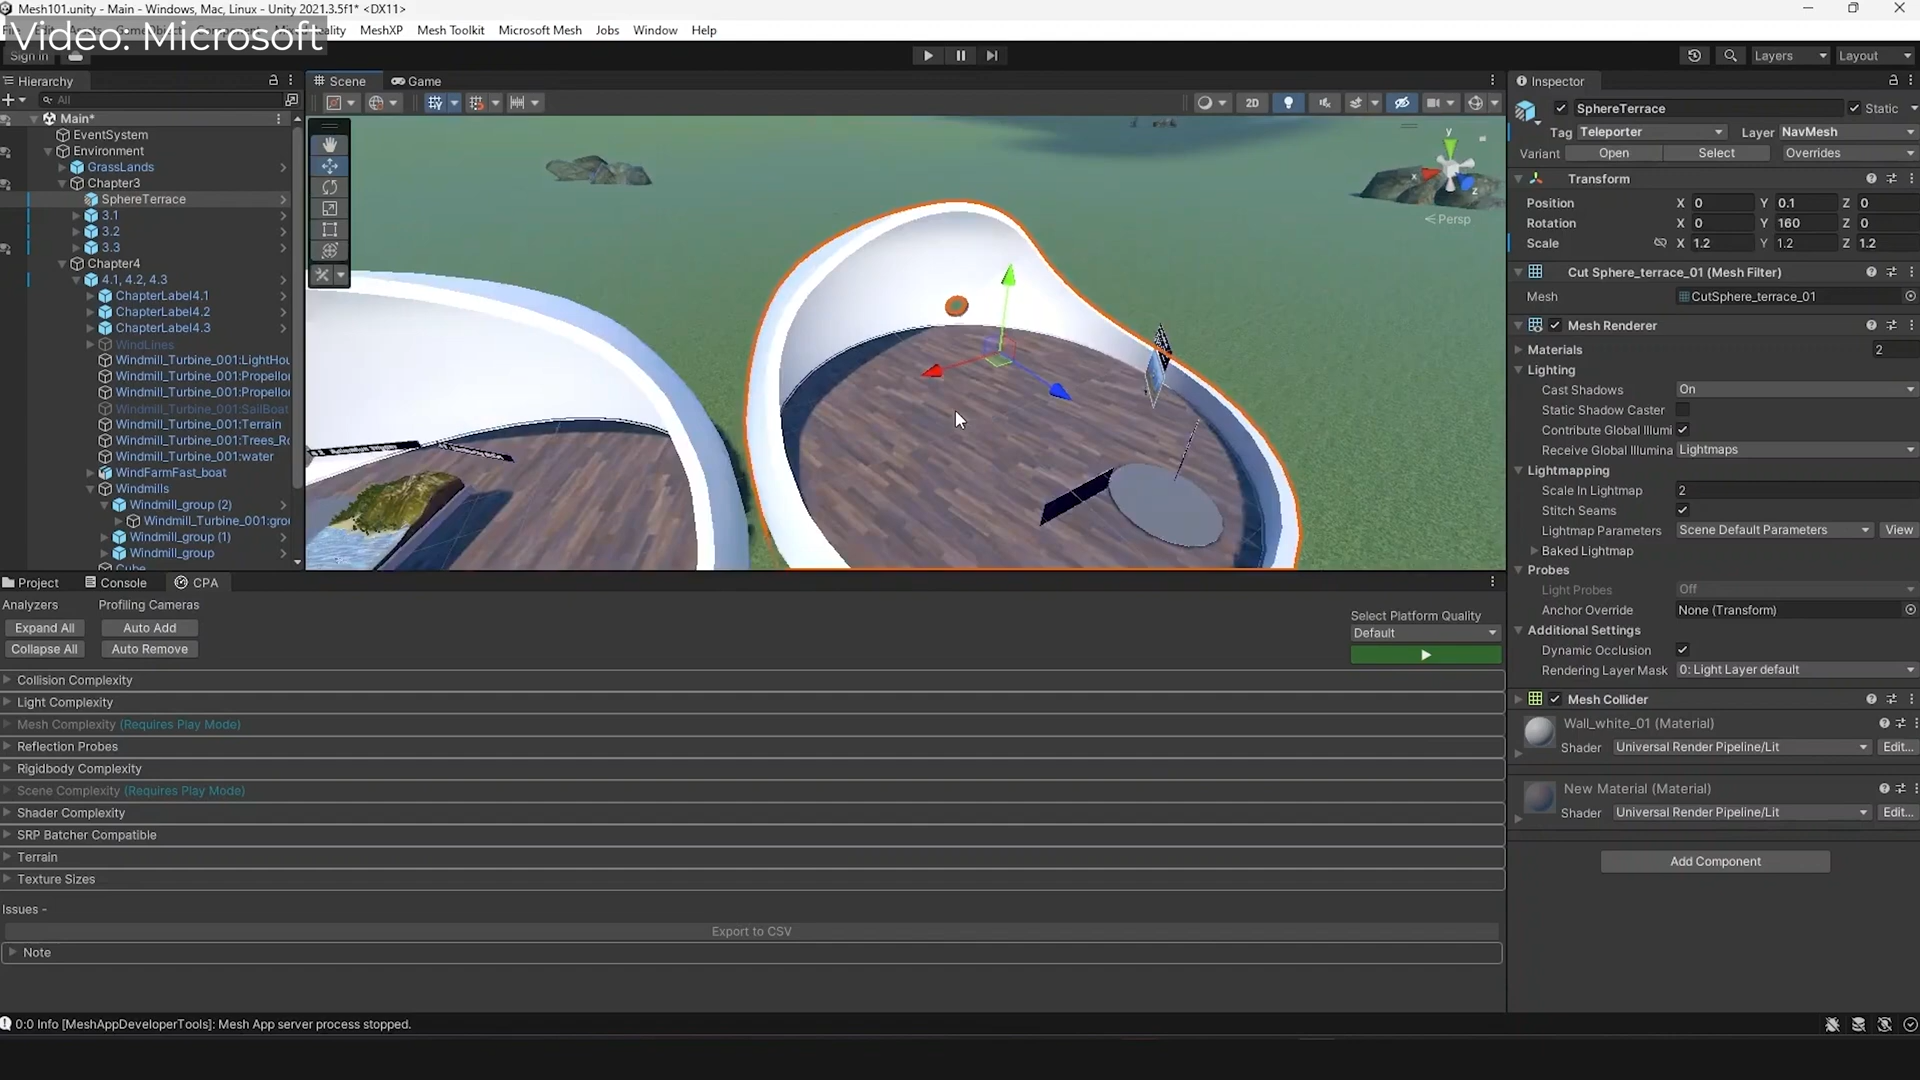 Mesh101.unity - Main - Windows, Mac, Linux - Unity 2021.3.5f1* <DX11>
Video: Microsoft
MeshXP Mesh Toolkit Microsoft Mesh Jobs Window Help
Sign in
Layers Layout
Hierarchy
All
Main*
EventSystem
Environment
GrassLands
Chapter3
SphereTerrace
3.1
3.2
3.3
Chapter4
4.1, 4.2, 4.3
ChapterLabel4.1
ChapterLabel4.2
ChapterLabel4.3
WindLines
Windmill_Turbine_001:LightHou
Windmill_Turbine_001:Propellor
Windmill_Turbine_001:Propellor
Windmill_Turbine_001:SailBoat
Windmill_Turbine_001:Terrain
Windmill_Turbine_001:Trees_Ro
Windmill_Turbine_001:water
WindFarmFast_boat
Windmills
Windmill_group (2)
Windmill_Turbine_001:grou
Windmill_group (1)
Windmill_group
Cube
Scene Game
2D
y
x
z
Persp
Inspector
SphereTerrace Static
Tag Teleporter Layer NavMesh
Variant Open Select Overrides
Transform
Position X 0 Y 0.1 Z 0
Rotation X 0 Y 160 Z 0
Scale X 1.2 Y 1.2 Z 1.2
Cut Sphere_terrace_01 (Mesh Filter)
Mesh CutSphere_terrace_01
Mesh Renderer
Materials 2
Lighting
Cast Shadows On
Static Shadow Caster
Contribute Global Illumi
Receive Global Illumina Lightmaps
Lightmapping
Scale In Lightmap 2
Stitch Seams
Lightmap Parameters Scene Default Parameters View
Baked Lightmap
Probes
Light Probes Off
Anchor Override None (Transform)
Additional Settings
Dynamic Occlusion
Rendering Layer Mask 0: Light Layer default
Mesh Collider
Wall_white_01 (Material)
Shader Universal Render Pipeline/Lit Edit...
New Material (Material)
Shader Universal Render Pipeline/Lit Edit...
Add Component
Project Console CPA
Analyzers Profiling Cameras
Expand All Auto Add
Collapse All Auto Remove
Select Platform Quality
Default
Collision Complexity
Light Complexity
Mesh Complexity (Requires Play Mode)
Reflection Probes
Rigidbody Complexity
Scene Complexity (Requires Play Mode)
Shader Complexity
SRP Batcher Compatible
Terrain
Texture Sizes
Issues -
Export to CSV
Note
0:0 Info [MeshAppDeveloperTools]: Mesh App server process stopped.